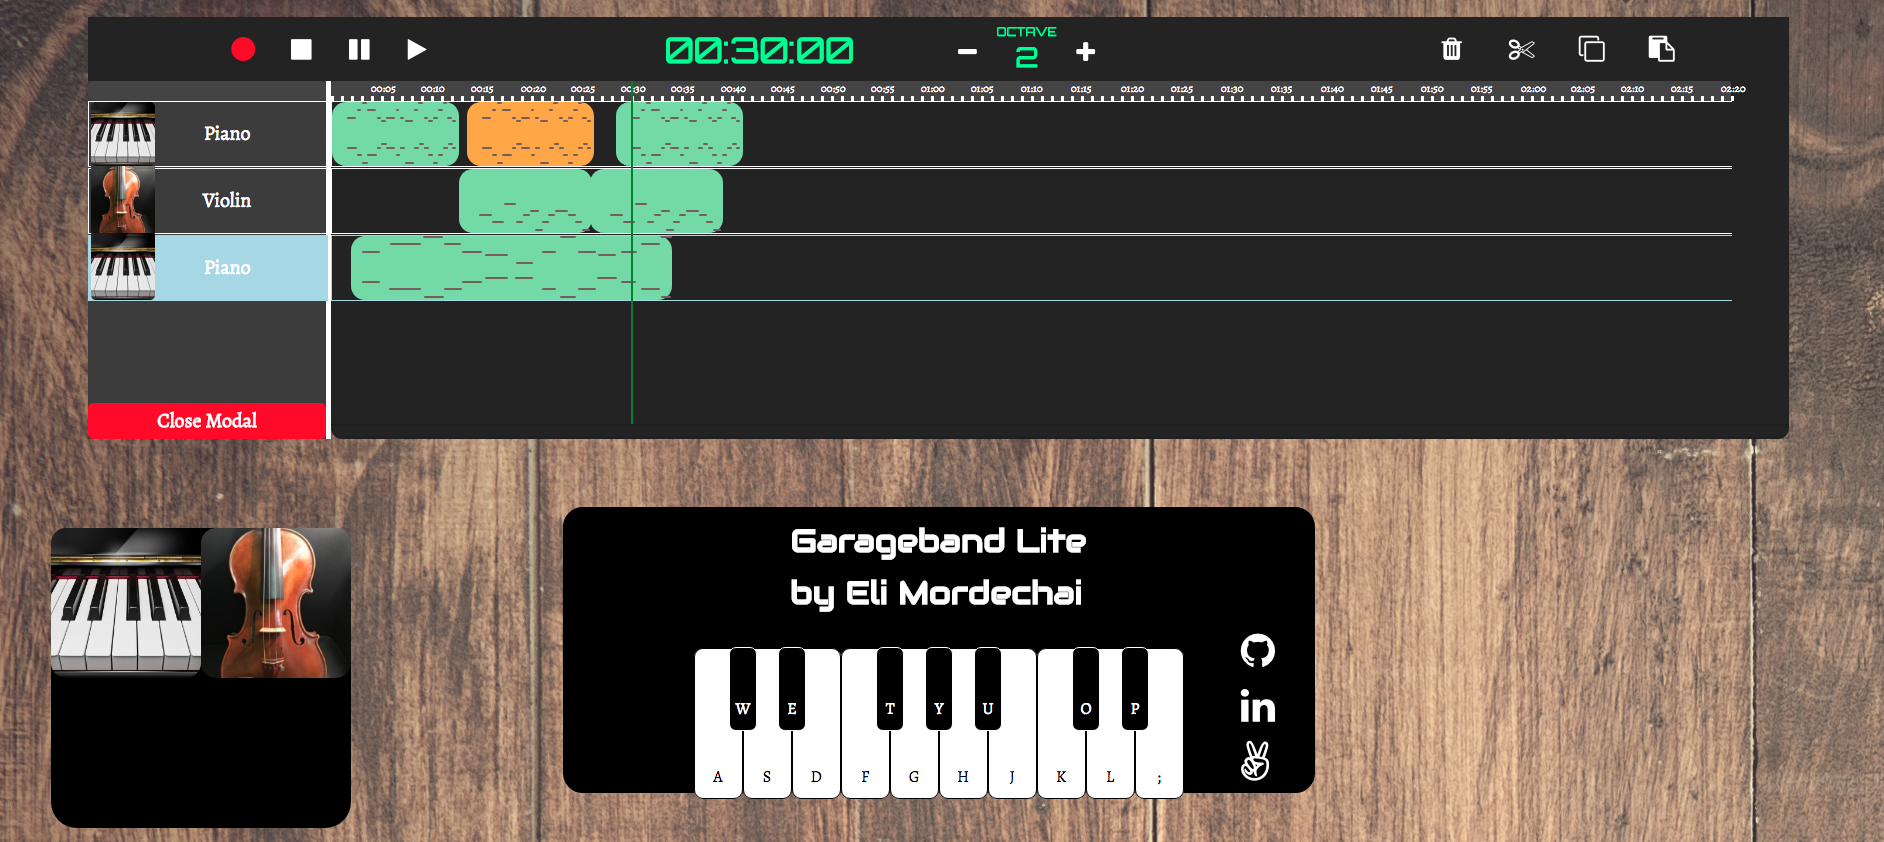 OCTAVE
00:30:00
2
00:05 00:10 00:15 00:20 00:25 00:30 00:35 00:40 00:45 00:50 00:55 01:00 01:05 01:10 01:15 01:20 01:25 01:30 01:35 01:40 01:45 01:50 01:55 02:00 02:05 02:10 02:15 02:20
Piano
Violin
Piano
Close Modal
Garageband Lite
by Eli Mordechai
W E T Y U O P
A S D F G H J K L ;
in